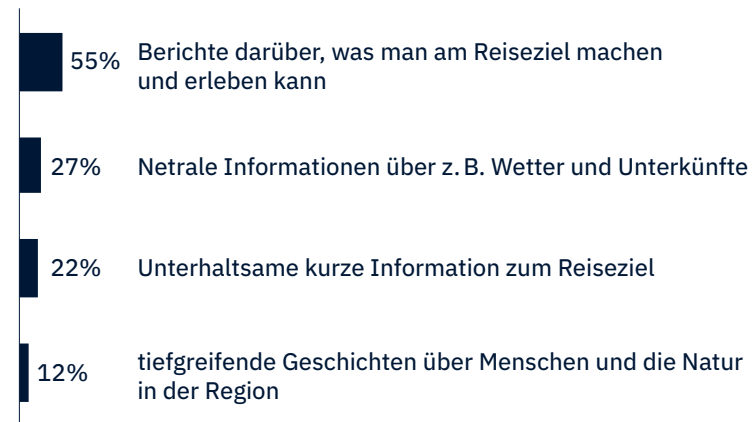 55% Berichte darüber, was man am Reiseziel machen
und erleben kann
27% Netrale Informationen über z. B. Wetter und Unterkünfte
22% Unterhaltsame kurze Information zum Reiseziel
12% tiefgreifende Geschichten über Menschen und die Natur
in der Region